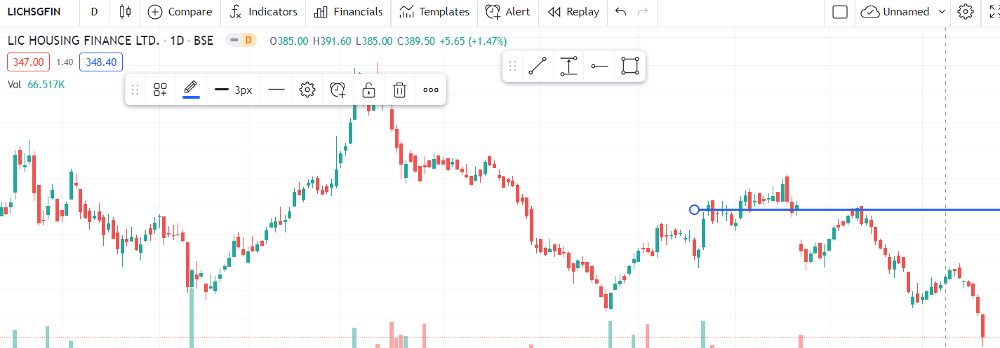 LICHSGFIN D Compare Indicators Financials Templates Alert Replay Unnamed
LIC HOUSING FINANCE LTD. · 1D · BSE D O385.00 H391.60 L385.00 C389.50 +5.65 (+1.47%)
347.00 1.40 348.40
Vol 66.517K
3px